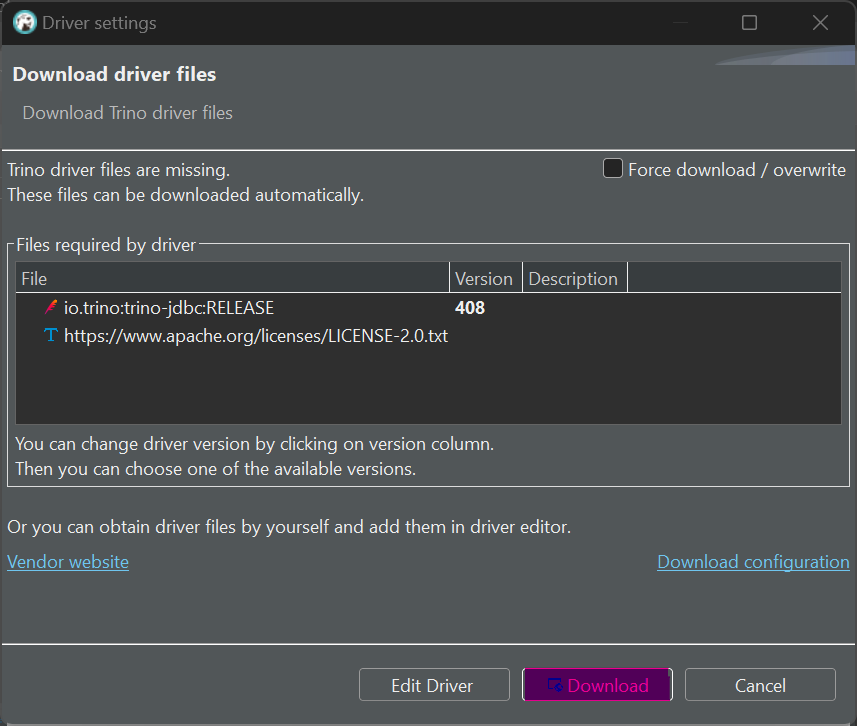 Driver settings
Download driver files
Download Trino driver files
Trino driver files are missing.
Force download / overwrite
These files can be downloaded automatically.
Files required by driver
File Version Description
io.trino:trino-jdbc:RELEASE 408
T https://www.apache.org/licenses/LICENSE-2.0.txt
You can change driver version by clicking on version column.
Then you can choose one of the available versions.
Or you can obtain driver files by yourself and add them in driver editor.
Vendor website Download configuration
Edit Driver Download Cancel